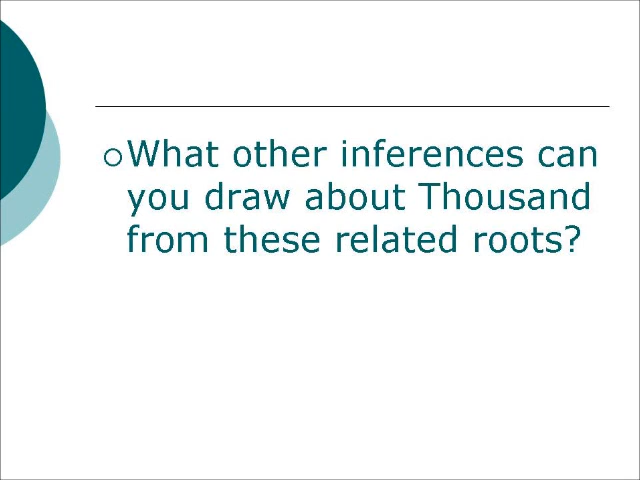 What other inferences can
you draw about Thousand
from these related roots?